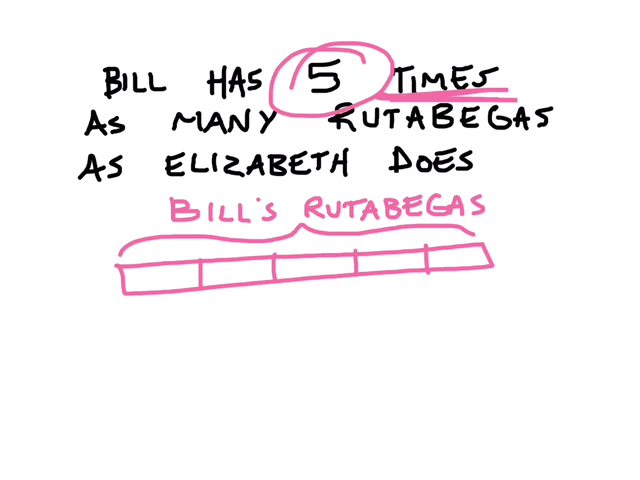 BILL HAS 5 TIMES
AS MANY RUTABEGAS
AS ELIZABETH DOES
BILL'S RUTABEGAS